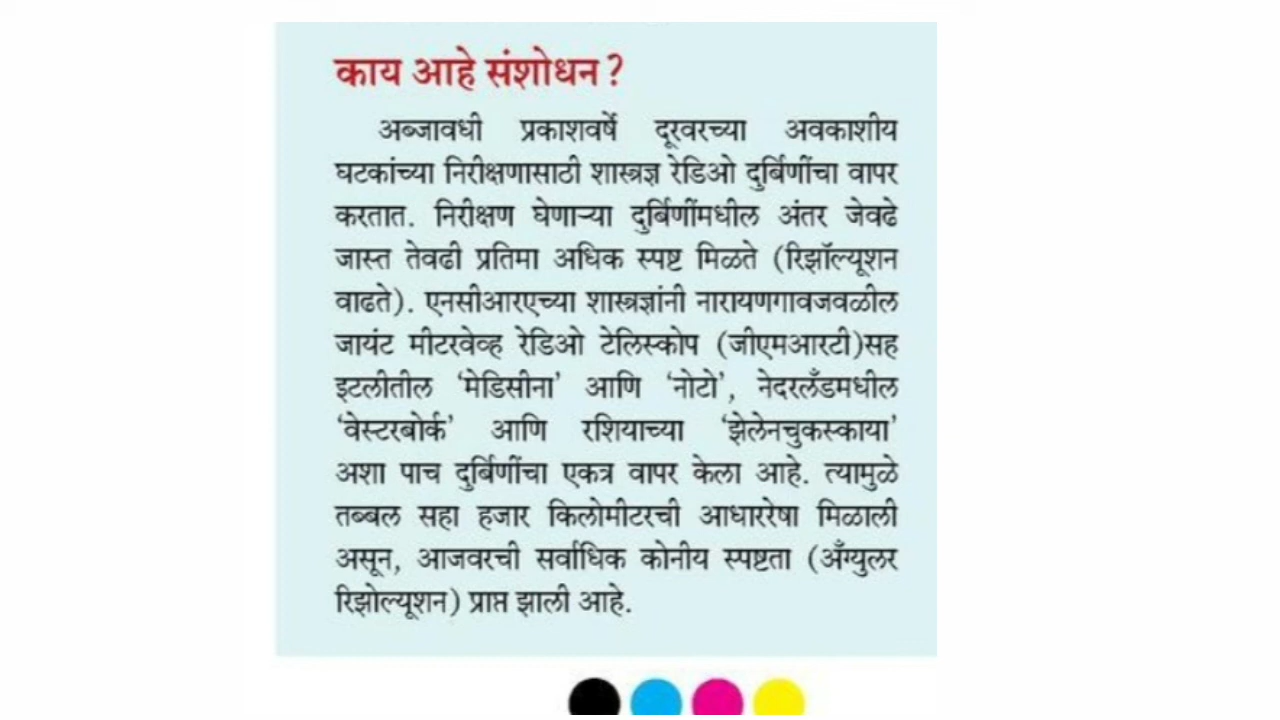 काय आहे संशोधन?
अब्जावधी प्रकाशवर्षे दूरवरच्या अवकाशीय
घटकांच्या निरीक्षणासाठी शास्त्रज्ञ रेडिओ दुर्बिणींचा वापर
करतात. निरीक्षण घेणाऱ्या दुर्बिणींमधील अंतर जेवढे
जास्त तेवढी प्रतिमा अधिक स्पष्ट मिळते (रिझॉल्यूशन
वाढते). एनसीआरएच्या शास्त्रज्ञांनी नारायणगावजवळील
जायंट मीटरवेव्ह रेडिओ टेलिस्कोप (जीएमआरटी)सह
इटलीतील ‘मेडिसीना’ आणि ‘नोटो’, नेदरलँडमधील
‘वेस्टरबोर्क’ आणि रशियाच्या ‘झेलेनचुकस्काया’
अशा पाच दुर्बिणींचा एकत्र वापर केला आहे. त्यामुळे
तब्बल सहा हजार किलोमीटरची आधाररेषा मिळाली
असून, आजवरची सर्वाधिक कोनीय स्पष्टता (अँग्युलर
रिझोल्यूशन) प्राप्त झाली आहे.